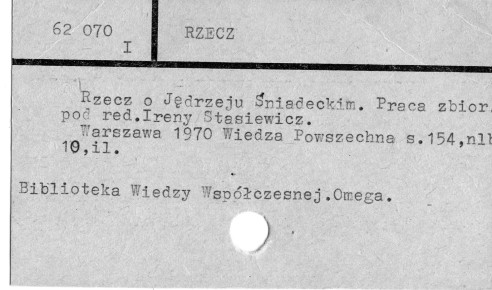 62 070
I
RZECZ
Rzecz o Jędrzeju Śniadeckim. Praca zbior.
pod red.Ireny Stasiewicz.
Warszawa 1970 Wiedza Powszechna s.154,nlb
10,il.
Biblioteka Wiedzy Współczesnej.Omega.